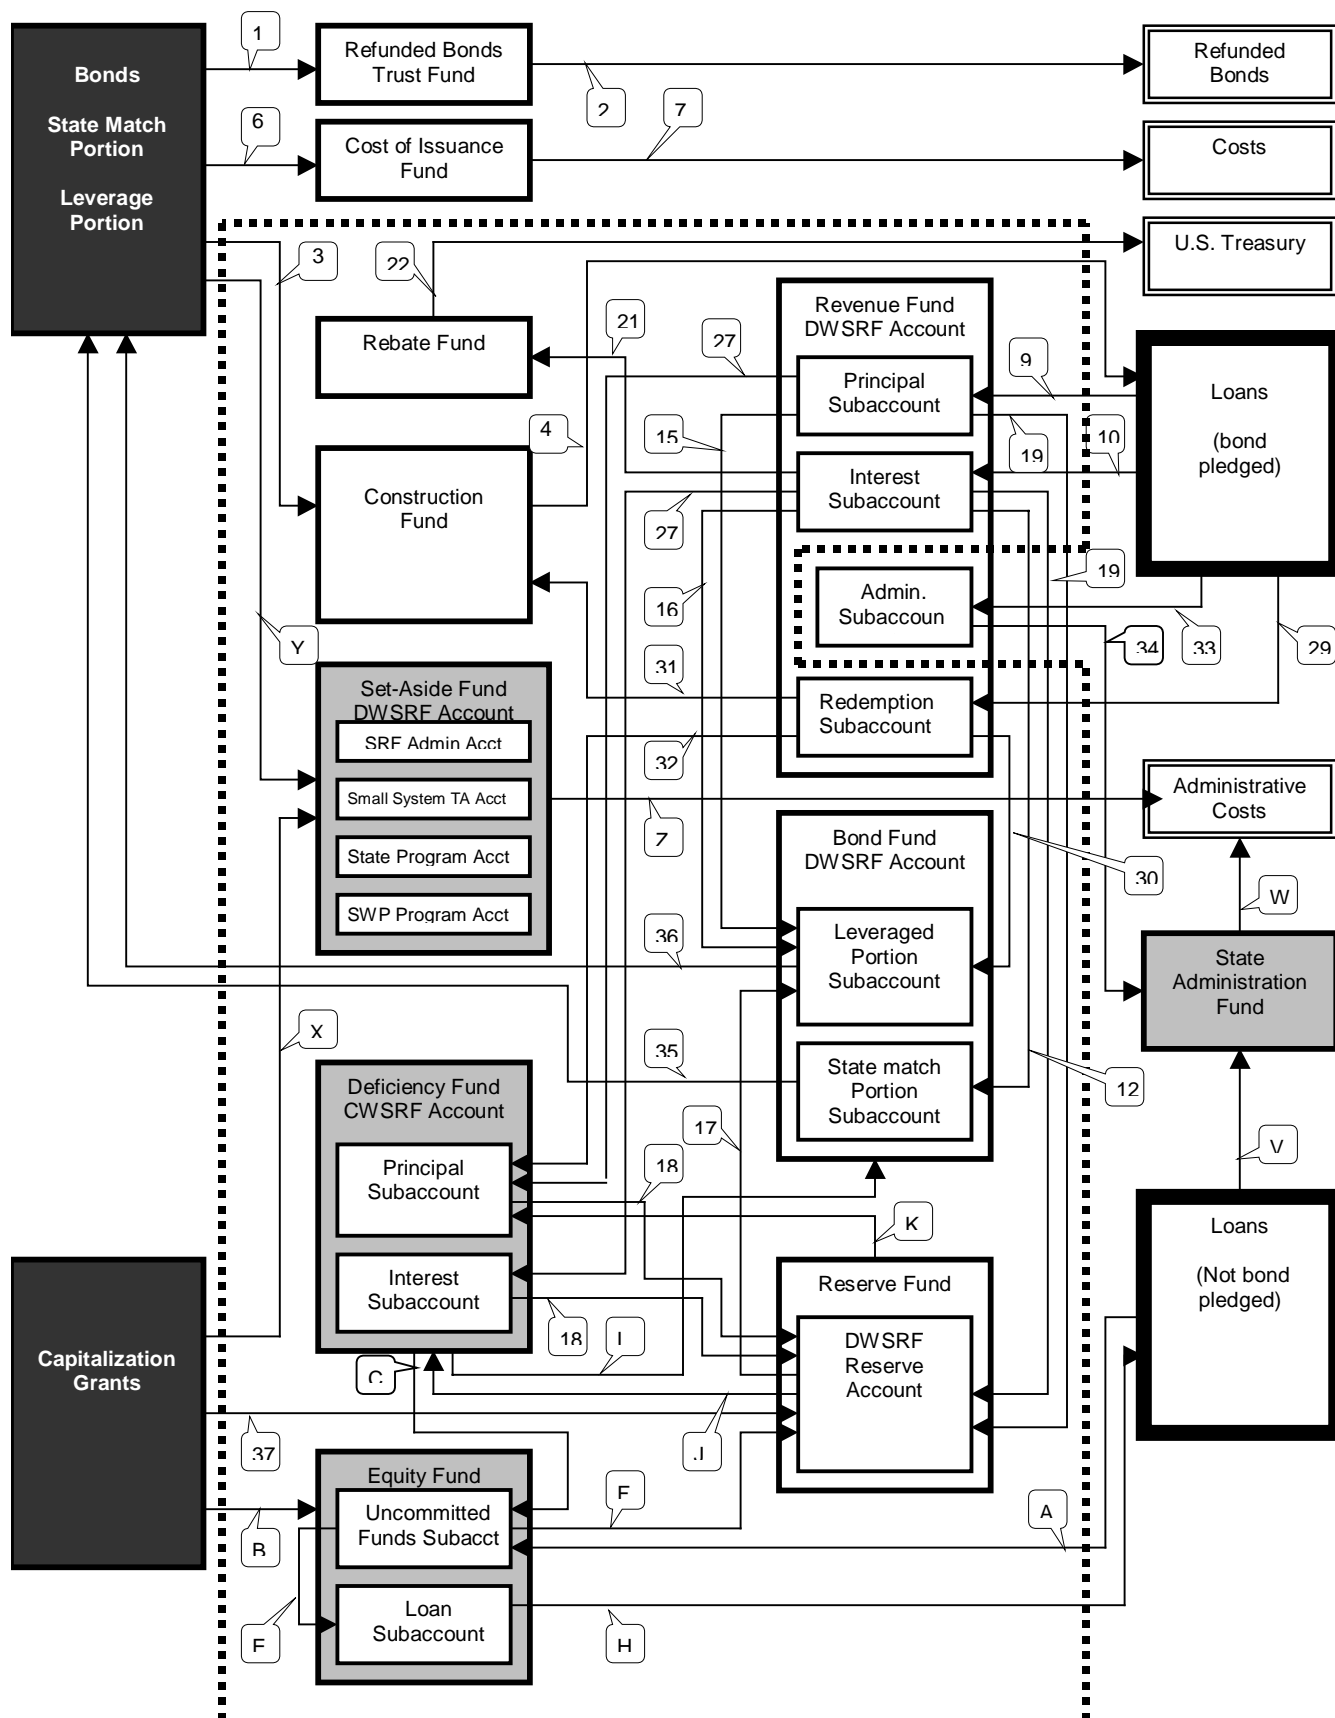 1
Refunded Bonds
Trust Fund
Refunded
Bonds
Bonds
State Match
Portion
Leverage
Portion
2
7
6
Cost of Issuance
Fund
Costs
U.S. Treasury
3
22
Revenue Fund
DWSRF Account
21
27
Rebate Fund
9
Principal
Subaccount
Loans
(bond
pledged)
4
15
19
10
Interest
Subaccount
Construction
Fund
27
19
16
Admin.
Subaccoun
Y
31
34
33
29
Set-Aside Fund
DWSRF Account
SRF Admin Acct
Small System TA Acct
State Program Acct
SWP Program Acct
Redemption
Subaccount
32
7
Administrative
Costs
Bond Fund
DWSRF Account
30
W
Leveraged
Portion
Subaccount
36
State
Administration
Fund
X
35
State match
Portion
Subaccount
12
Deficiency Fund
CWSRF Account
17
V
Principal
Subaccount
18
K
Loans
(Not bond
pledged)
Interest
Subaccount
Reserve Fund
18
DWSRF
Reserve
Account
Capitalization
Grants
C
37
J
Equity Fund
Uncommitted
Funds Subacct
A
B
Loan
Subaccount
H